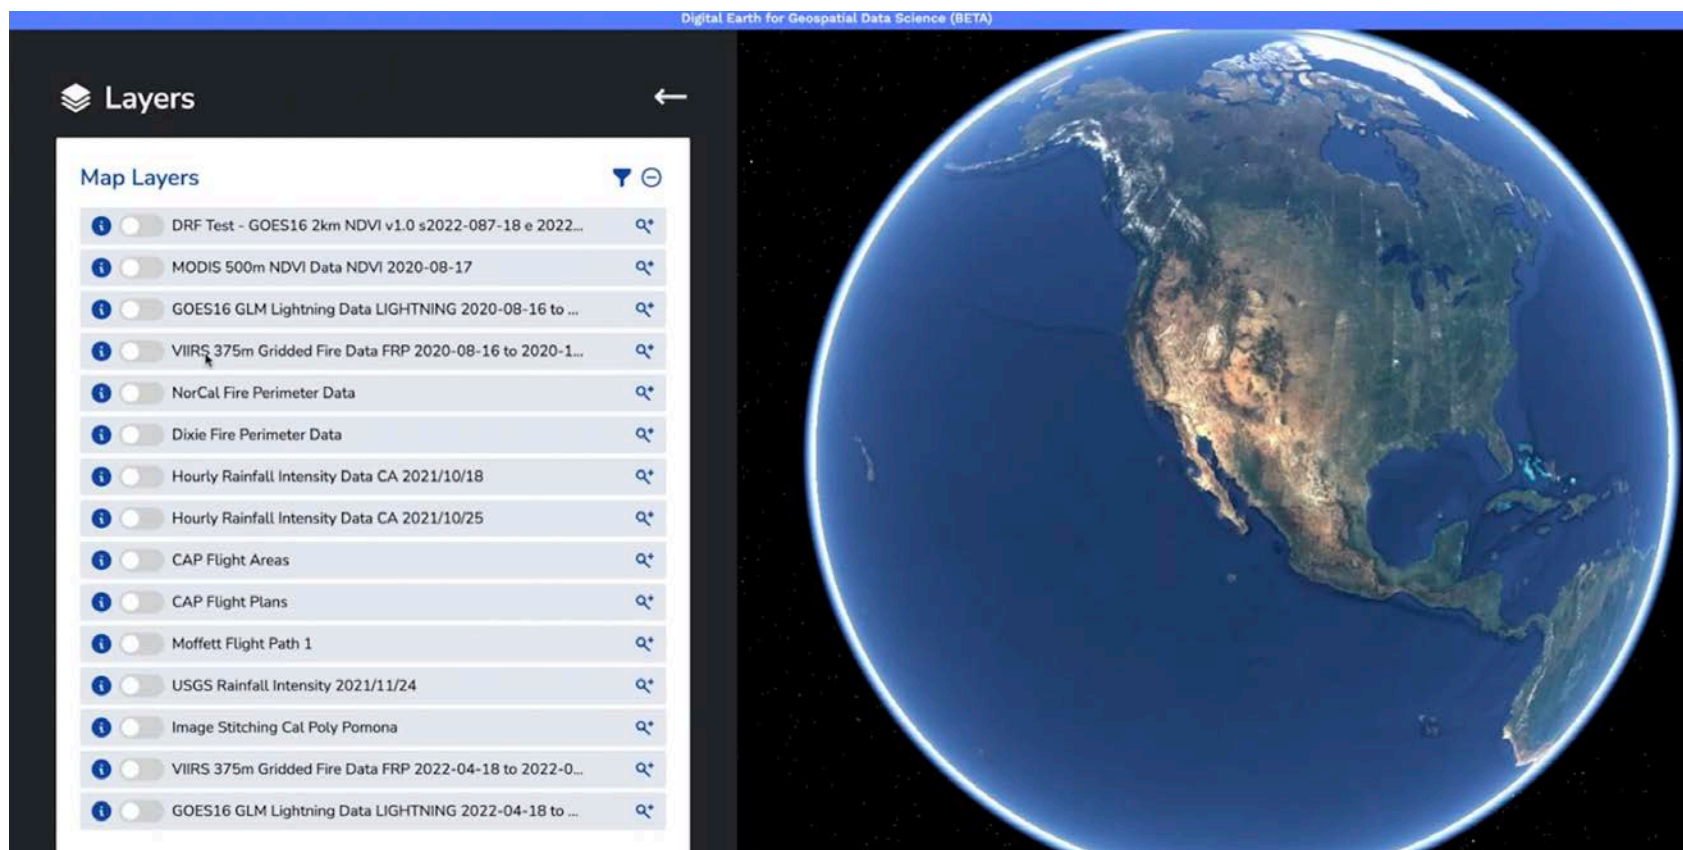 Digital Earth for Geospatial Data Science (BETA)
Layers
Map Layers
DRF Test - GOES16 2km NDVI v1.0 s2022-087-18 e 2022...
MODIS 500m NDVI Data NDVI 2020-08-17
GOES16 GLM Lightning Data LIGHTNING 2020-08-16 to ...
VIIRS 375m Gridded Fire Data FRP 2020-08-16 to 2020-1...
NorCal Fire Perimeter Data
Dixie Fire Perimeter Data
Hourly Rainfall Intensity Data CA 2021/10/18
Hourly Rainfall Intensity Data CA 2021/10/25
CAP Flight Areas
CAP Flight Plans
Moffett Flight Path 1
USGS Rainfall Intensity 2021/11/24
Image Stitching Cal Poly Pomona
VIIRS 375m Gridded Fire Data FRP 2022-04-18 to 2022-0...
GOES16 GLM Lightning Data LIGHTNING 2022-04-18 to ...